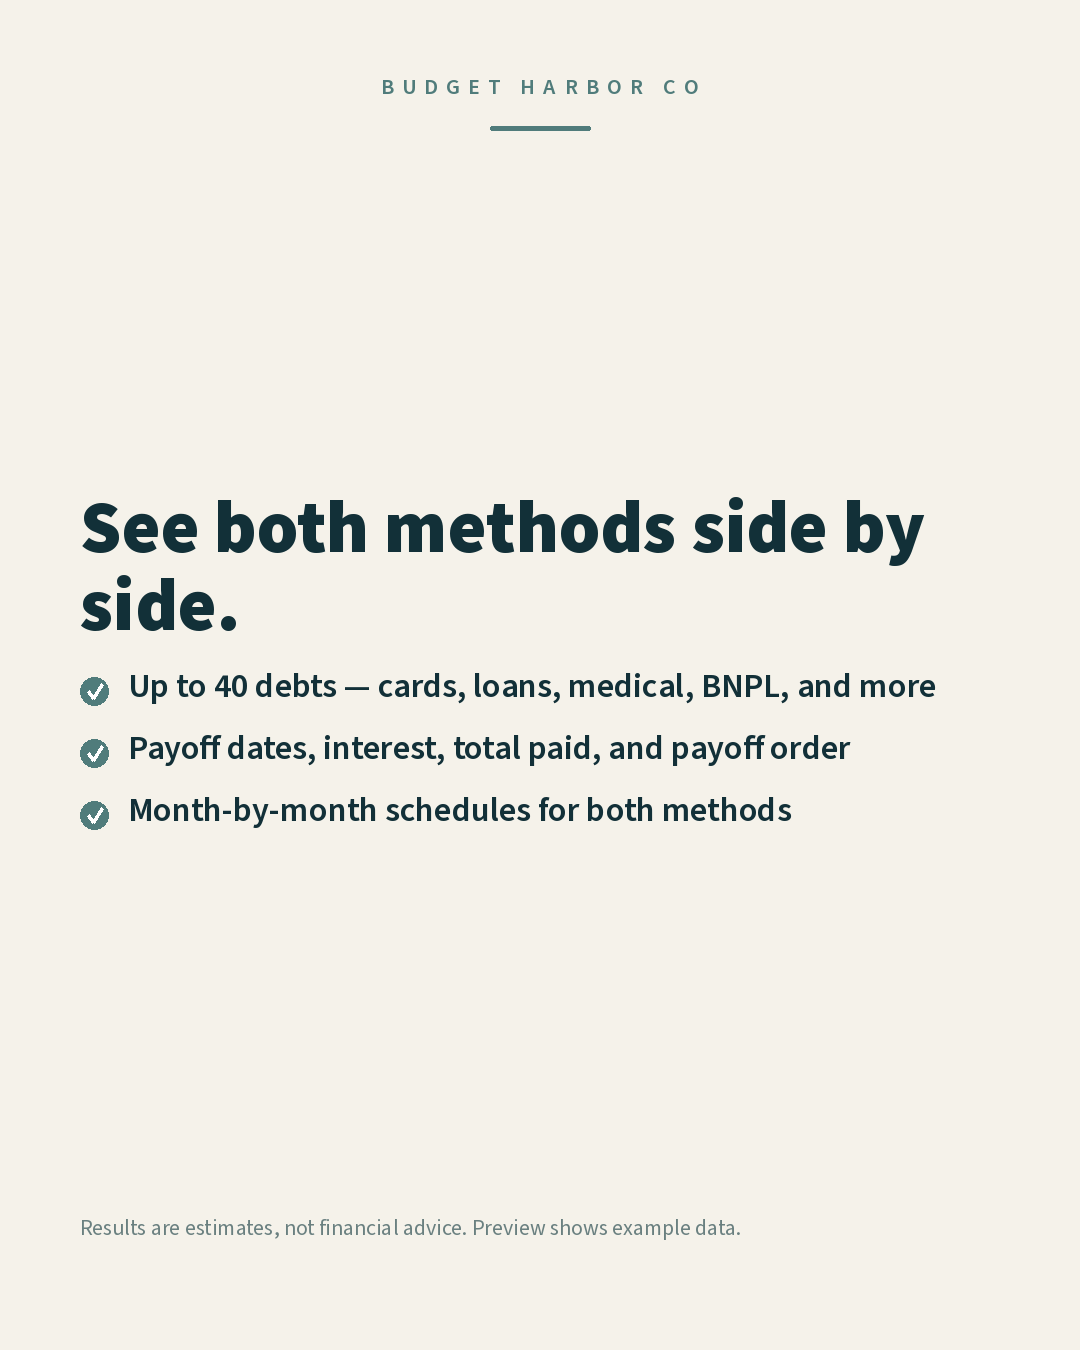 BUDGET HARBOR CO
See both methods side by
side.
Up to 40 debts — cards, loans, medical, BNPL, and more
Payoff dates, interest, total paid, and payoff order
Month-by-month schedules for both methods
Results are estimates, not financial advice. Preview shows example data.